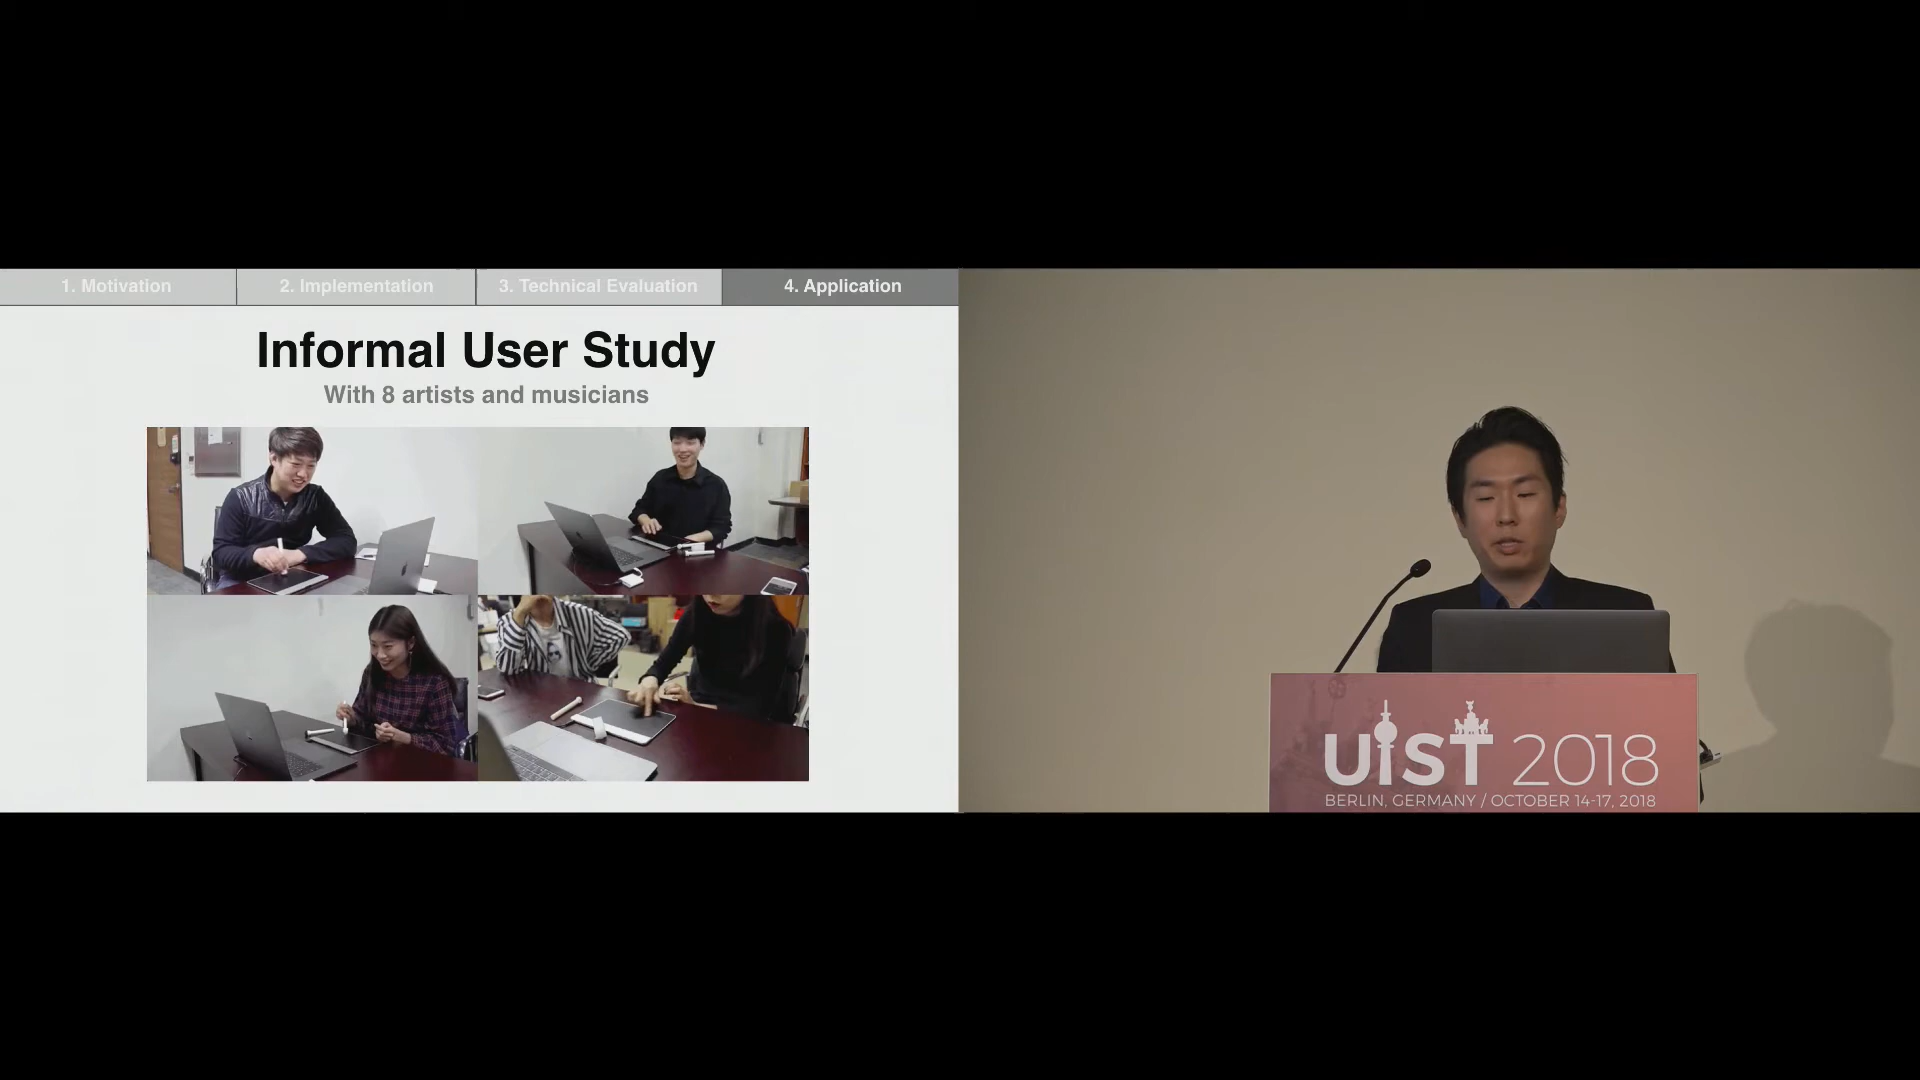 1. Motivation
2. Implementation
3. Technical Evaluation
4. Application
Informal User Study
With 8 artists and musicians
UIST 2018
BERLIN, GERMANY / OCTOBER 14-17, 2018